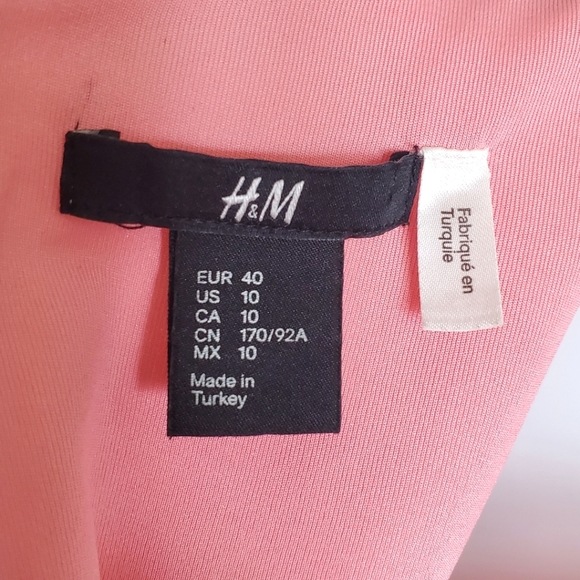 H&M
EUR 40
US 10
CA 10
CN 170/92A
MX 10
Made in
Turkey
Fabriqué en
Turquie